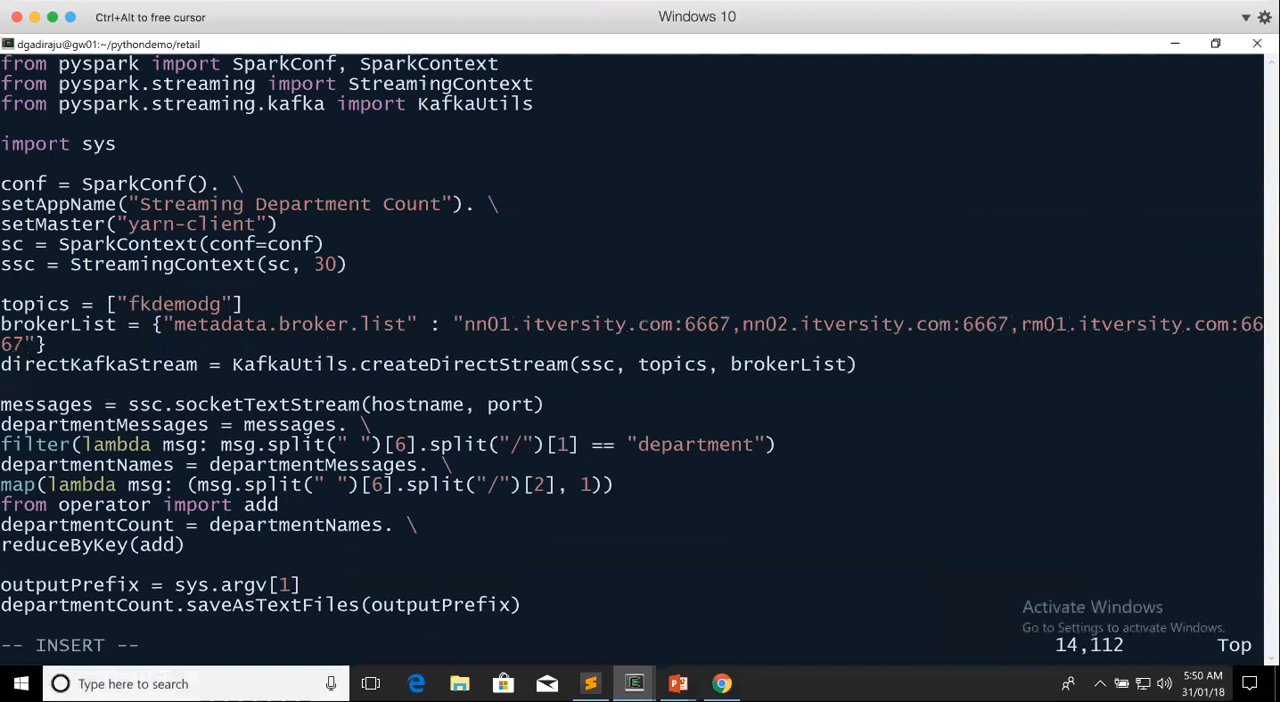 Ctrl+Alt to free cursor
Windows 10
dgadiraju@gw01:~/pythondemo/retail
from pyspark import SparkConf, SparkContext
from pyspark.streaming import StreamingContext
from pyspark.streaming.kafka import KafkaUtils
import sys
conf = SparkConf(). \
setAppName("Streaming Department Count"). \
setMaster("yarn-client")
sc = SparkContext(conf=conf)
ssc = StreamingContext(sc, 30)
topics = ["fkdemodg"]
brokerList = {"metadata.broker.list" : "nn01.itversity.com:6667,nn02.itversity.com:6667,rm01.itversity.com:66
67"}
directKafkaStream = KafkaUtils.createDirectStream(ssc, topics, brokerList)
messages = ssc.socketTextStream(hostname, port)
departmentMessages = messages. \
filter(lambda msg: msg.split(" ")[6].split("/")[1] == "department")
departmentNames = departmentMessages. \
map(lambda msg: (msg.split(" ")[6].split("/")[2], 1))
from operator import add
departmentCount = departmentNames. \
reduceByKey(add)
outputPrefix = sys.argv[1]
departmentCount.saveAsTextFiles(outputPrefix)
Activate Windows
Go to Settings to activate Windows.
-- INSERT --
14,112
Top
Type here to search
5:50 AM
31/01/18